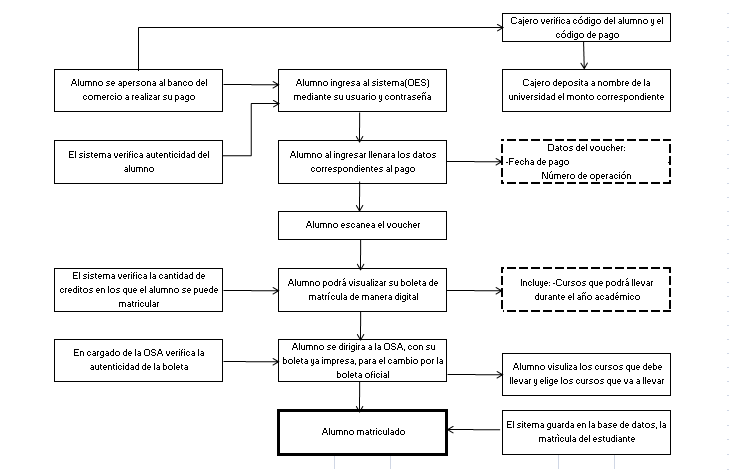 Cajero verifica código del alumno y el
código de pago
Alumno se apersona al banco del
comercio a realizar su pago
Alumno ingresa al sistema(OES)
mediante su usuario y contraseña
Cajero deposita a nombre de la
universidad el monto correspondiente
El sistema verifica autenticidad del
alumno
Alumno al ingresar llenara los datos
correspondientes al pago
Datos del voucher:
-Fecha de pago -
Número de operación
Alumno escanea el voucher
El sistema verifica la cantidad de
creditos en los que el alumno se puede
matricular
Alumno podrá visualizar su boleta de
matrícula de manera digital
Incluye: -Cursos que podrá llevar
durante el año académico
En cargado de la OSA verifica la
autenticidad de la boleta
Alumno se dirigira a la OSA, con su
boleta ya impresa, para el cambio por la
boleta oficial
Alumno visuliza los cursos que debe
llevar y elige los cursos que va a llevar
Alumno matriculado
El sitema guarda en la base de datos, la
matrícula del estudiante